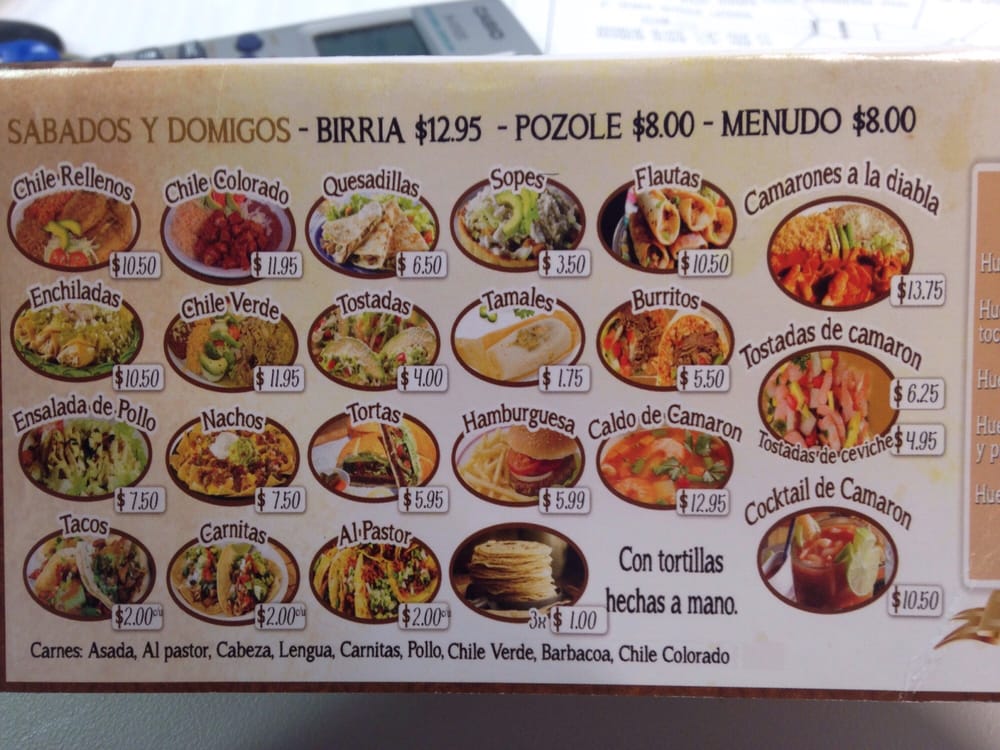 CASIO
SABADOS Y DOMIGOS - BIRRIA $12.95 - POZOLE $8.00 - MENUDO $8.00
Chile Rellenos
$10.50
Chile Colorado
$11.95
Quesadillas
$6.50
Sopes
$3.50
Flautas
$10.50
Camarones a la diabla
$13.75
Enchiladas
$10.50
Chile Verde
$11.95
Tostadas
$4.00
Tamales
$1.75
Burritos
$5.50
Tostadas de camaron
$6.25
Tostadas de ceviche $4.95
Ensalada de Pollo
$7.50
Nachos
$7.50
Tortas
$5.95
Hamburguesa
$5.99
Caldo de Camaron
$12.95
Cocktail de Camaron
$10.50
Tacos
$2.00c/u
Carnitas
$2.00c/u
Al Pastor
$2.00c/u
3x $1.00
Con tortillas
hechas a mano.
Carnes: Asada, Al pastor, Cabeza, Lengua, Carnitas, Pollo, Chile Verde, Barbacoa, Chile Colorado